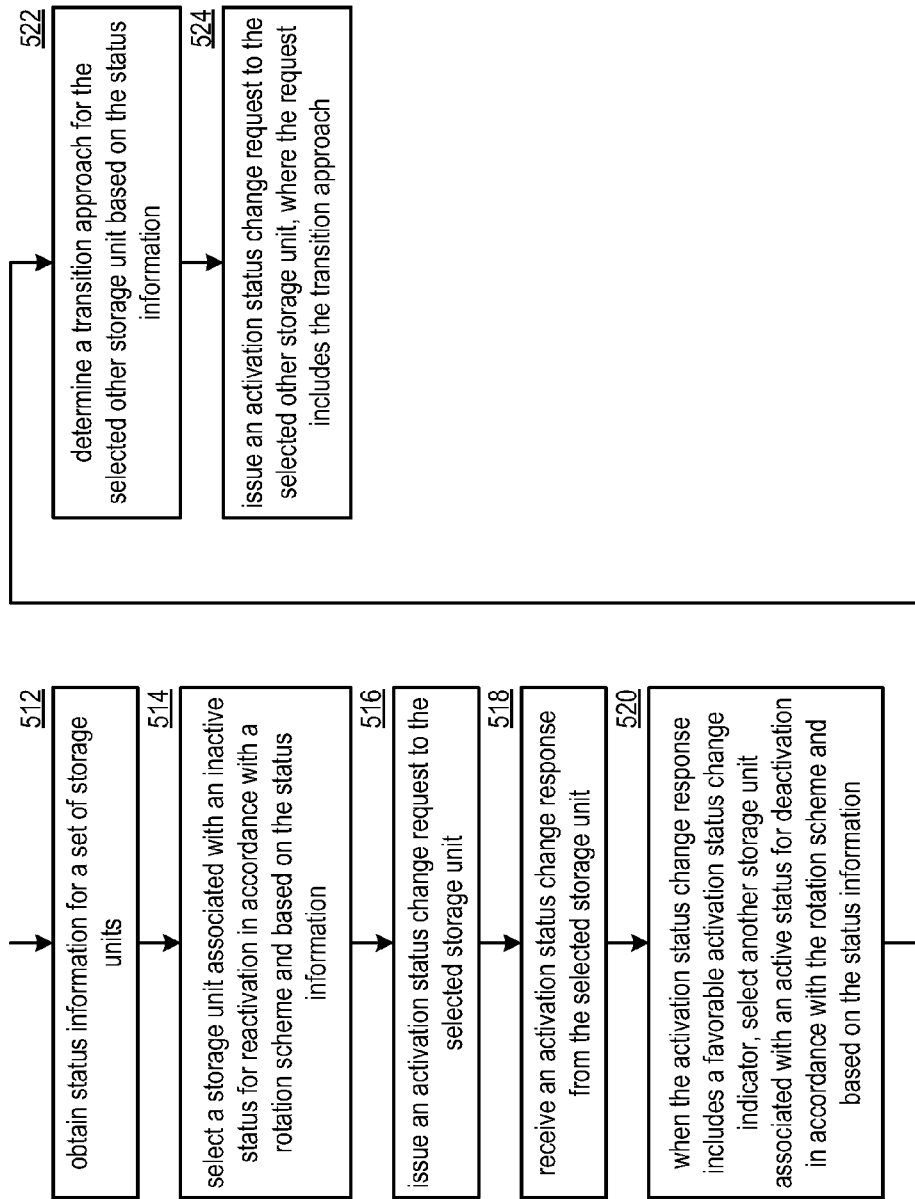 512
obtain status information for a set of storage
units
514
select a storage unit associated with an inactive
status for reactivation in accordance with a
rotation scheme and based on the status
information
516
issue an activation status change request to the
selected storage unit
518
receive an activation status change response
from the selected storage unit
520
when the activation status change response
includes a favorable activation status change
indicator, select another storage unit
associated with an active status for deactivation
in accordance with the rotation scheme and
based on the status information
522
determine a transition approach for the
selected other storage unit based on the status
information
524
issue an activation status change request to the
selected other storage unit, where the request
includes the transition approach